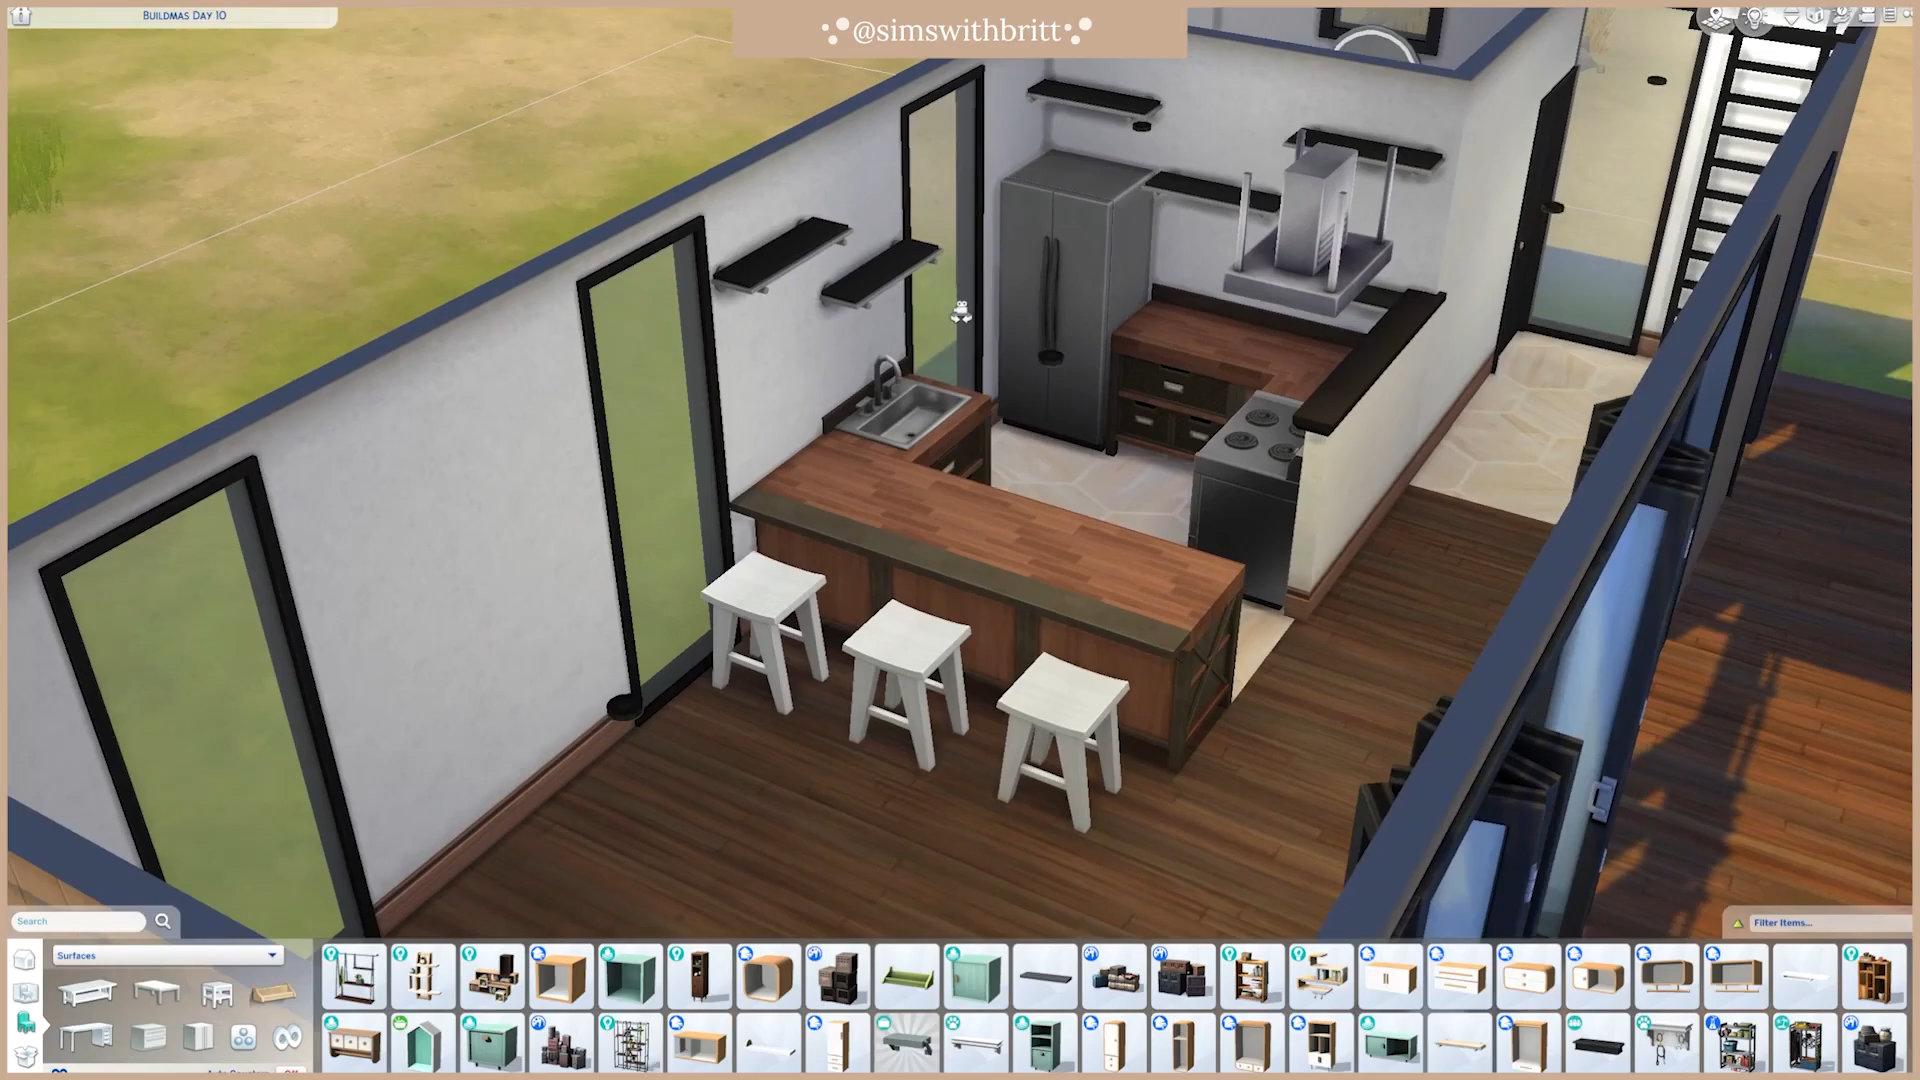 Buildmas Day 10
@simswithbritt
Search
Filter Items...
Surfaces